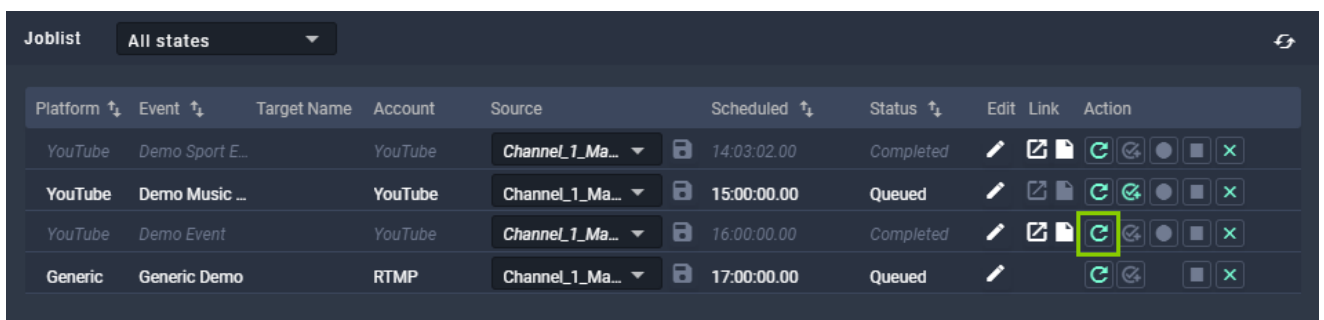 Joblist All states
Platform Event Target Name Account Source Scheduled Status Edit Link Action
YouTube Demo Sport E... YouTube Channel_1_Ma... 14:03:02.00 Completed
YouTube Demo Music ... YouTube Channel_1_Ma... 15:00:00.00 Queued
YouTube Demo Event YouTube Channel_1_Ma... 16:00:00.00 Completed
Generic Generic Demo RTMP Channel_1_Ma... 17:00:00.00 Queued